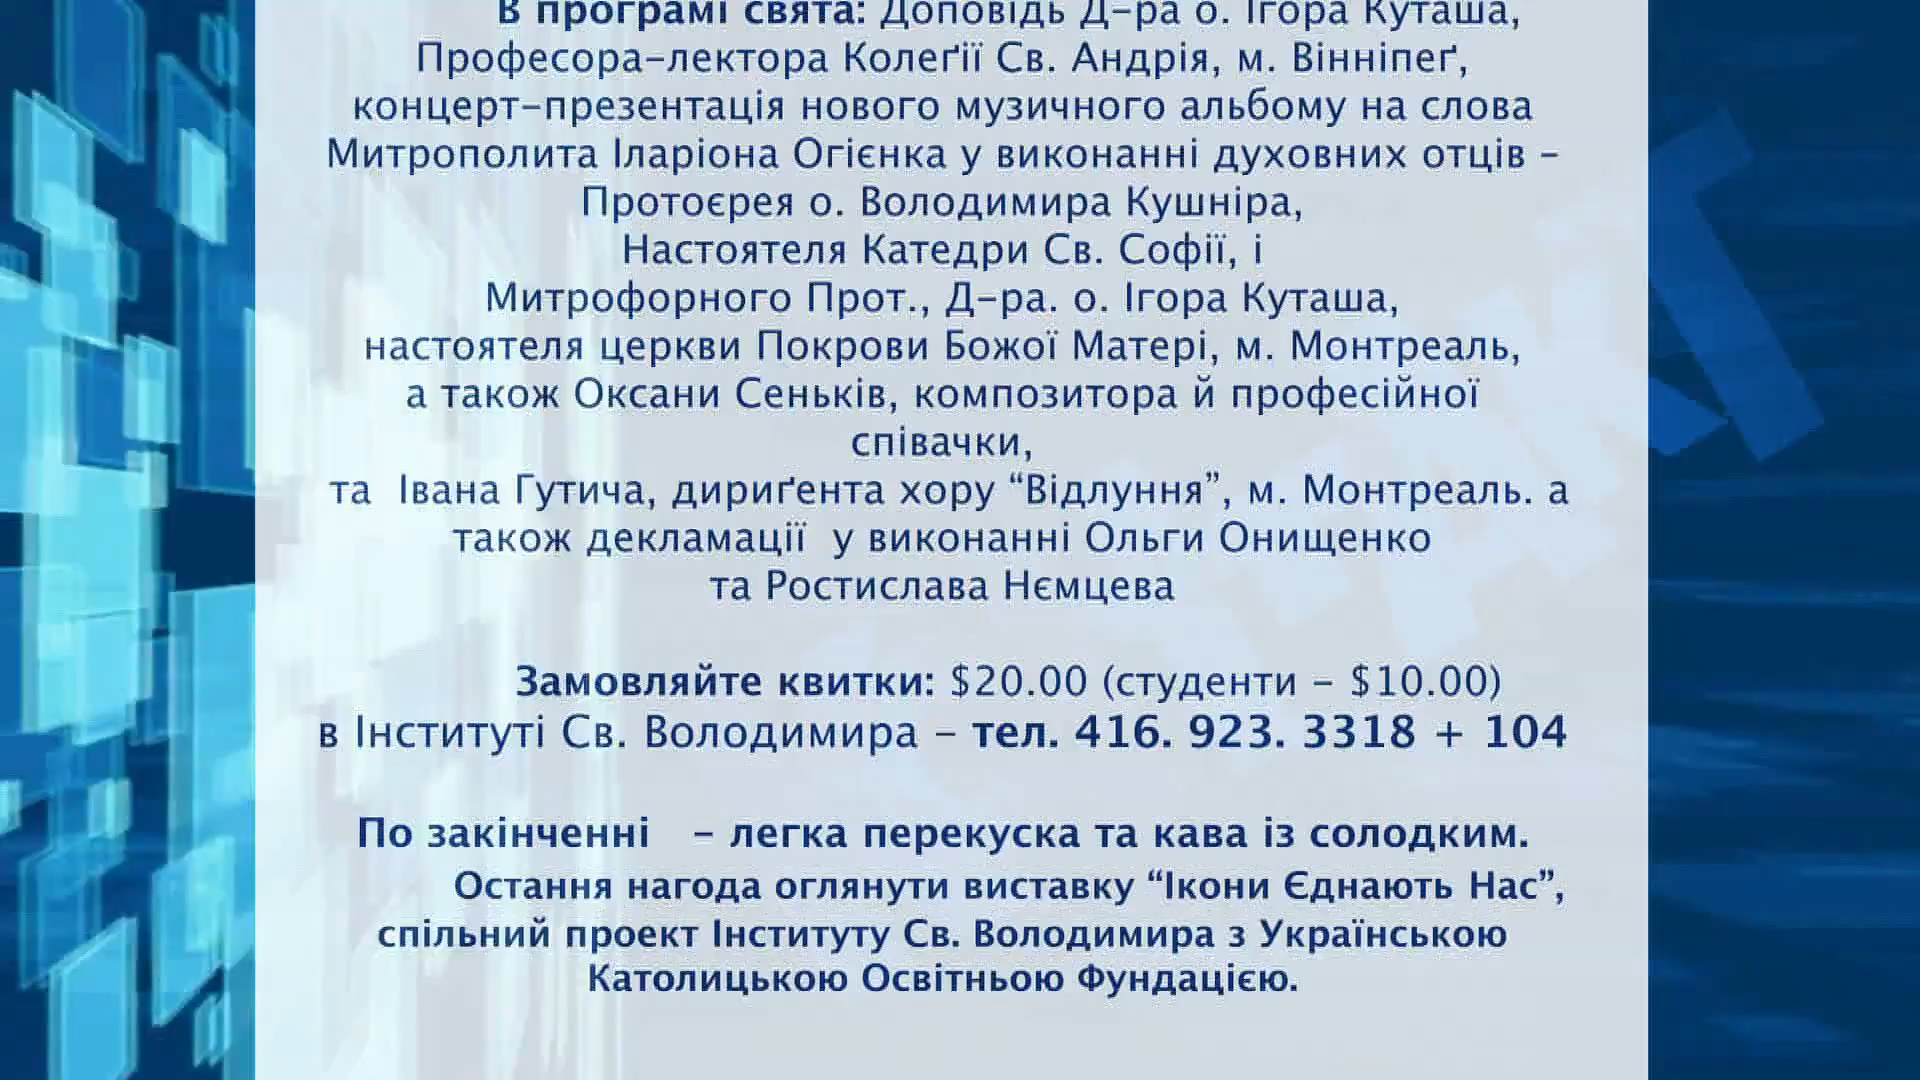 В програмі свята: Доповідь Д-ра о. Ігора Куташа,
Професора-лектора Колеґії Св. Андрія, м. Вінніпеґ,
концерт-презентація нового музичного альбому на слова
Митрополита Іларіона Огієнка у виконанні духовних отців -
Протоєрея о. Володимира Кушніра,
Настоятеля Катедри Св. Софії, і
Митрофорного Прот., Д-ра. о. Ігора Куташа,
настоятеля церкви Покрови Божої Матері, м. Монтреаль,
а також Оксани Сеньків, композитора й професійної
співачки,
та Івана Гутича, дириґента хору “Відлуння”, м. Монтреаль. а
також декламації у виконанні Ольги Онищенко
та Ростислава Нємцева
Замовляйте квитки: $20.00 (студенти - $10.00)
в Інституті Св. Володимира - тел. 416. 923. 3318 + 104
По закінченні - легка перекуска та кава із солодким.
Остання нагода оглянути виставку “Ікони Єднають Нас”,
спільний проект Інституту Св. Володимира з Українською
Католицькою Освітньою Фундацією.